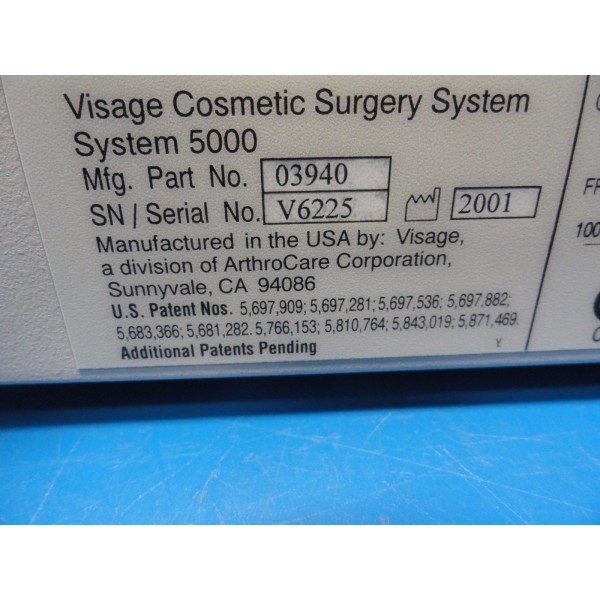 Visage Cosmetic Surgery System
System 5000
Mfg. Part No. 03940
SN / Serial No. V6225 2001
Manufactured in the USA by: Visage,
a division of ArthroCare Corporation,
Sunnyvale, CA 94086
U.S. Patent Nos. 5,697,909; 5,697,281; 5,697,536; 5,697,882;
5,683,366; 5,681,282. 5,766,153; 5,810,764; 5,843,019; 5,871,469.
Additional Patents Pending
Y
FR
100